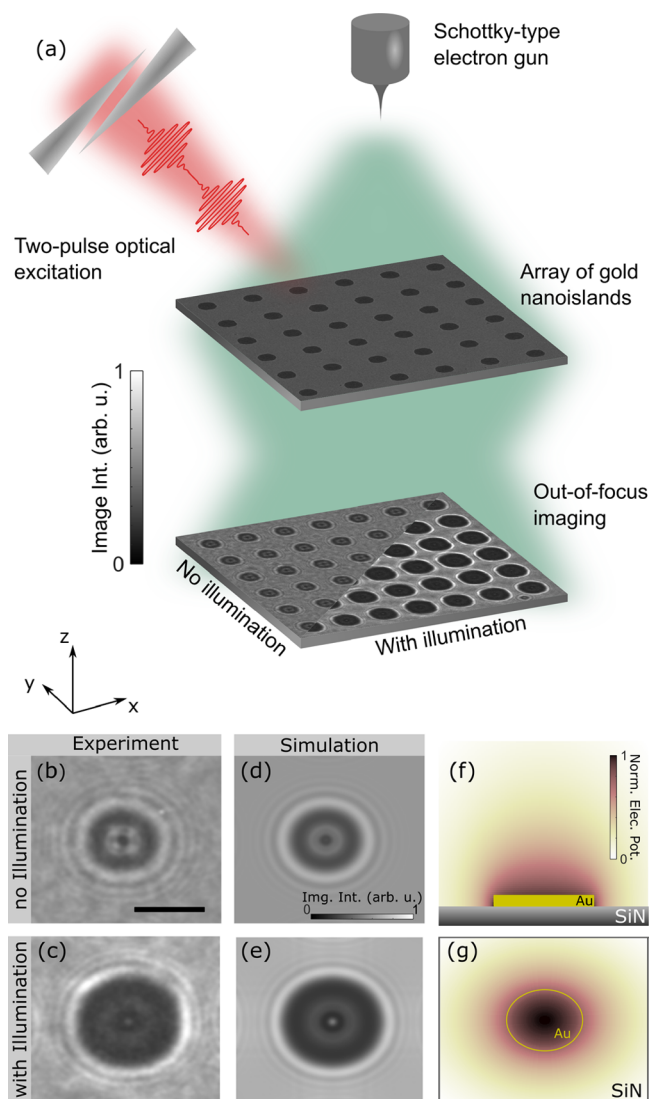 (a)
Schottky-type
electron gun
Two-pulse optical
excitation
Array of gold
nanoislands
1
Image Int. (arb. u.)
0
Out-of-focus
imaging
No illumination
With illumination
z
y
x
Experiment
Simulation
no Illumination
(b)
(d)
(f)
1
Norm. Elec. Pot.
0
Img. Int. (arb. u.)
0
1
Au
SiN
with Illumination
(c)
(e)
(g)
Au
SiN